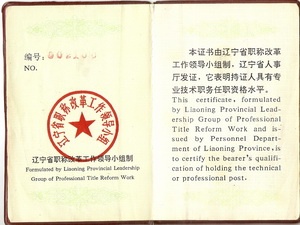 编号:
NO.
辽宁省职称改革工作领导小组
辽宁省职称改革工作领导小组制
Formulated by Liaoning Provincial Leadership
Group of Professional Title Reform Work
本证书由辽宁省职称改革
工作领导小组制,辽宁省人事
厅发证,它表明持证人具有专
业技术职务任职资格水平。
This certificate, formulated
by Liaoning Provincial Lead-
ership Group of Professional
Title Reform Work and is-
sued by Personnel Depart-
ment of Liaoning Province, is
to certify the bearer's qualifi-
cation of holding the technical
or professional post.